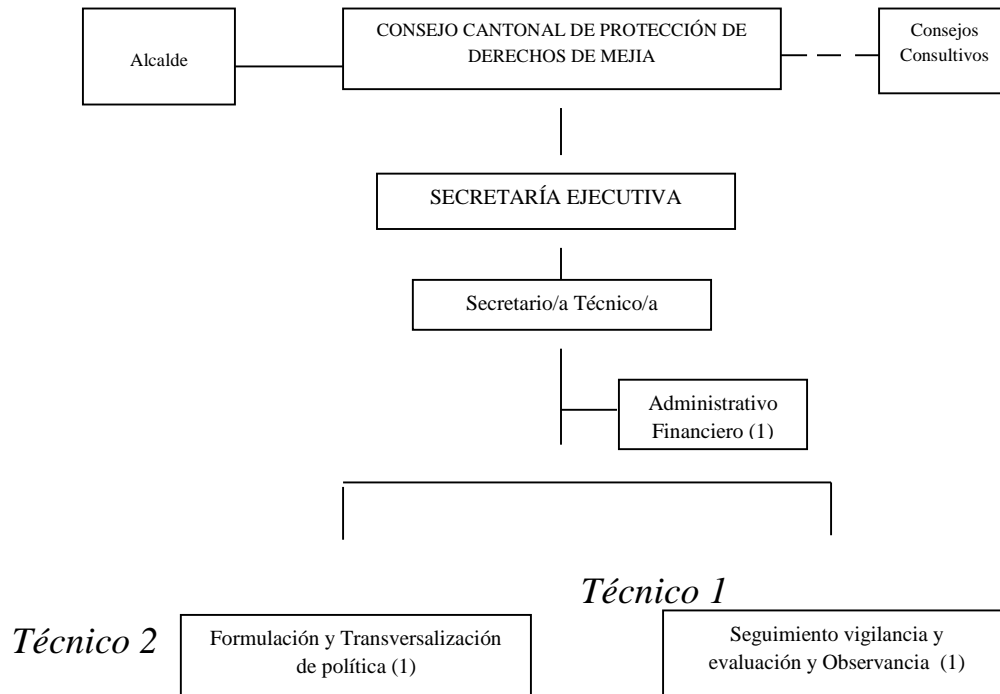 Alcalde
CONSEJO CANTONAL DE PROTECCIÓN DE
DERECHOS DE MEJIA
Consejos
Consultivos
SECRETARÍA EJECUTIVA
Secretario/a Técnico/a
Administrativo
Financiero (1)
Técnico 1
Técnico 2
Formulación y Transversalización
de política (1)
Seguimiento vigilancia y
evaluación y Observancia (1)